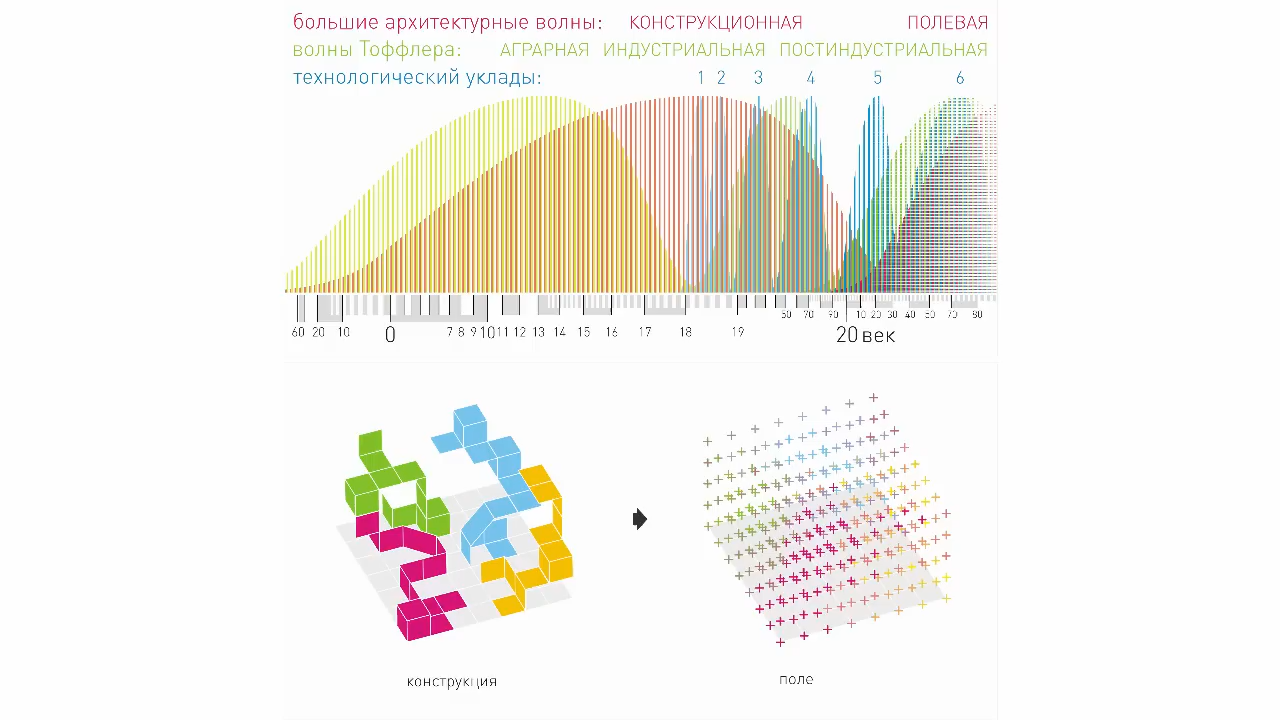 большие архитектурные волны: КОНСТРУКЦИОННАЯ ПОЛЕВАЯ
волны Тоффлера: АГРАРНАЯ ИНДУСТРИАЛЬНАЯ ПОСТИНДУСТРИАЛЬНАЯ
технологический уклады: 1 2 3 4 5 6
60 20 10 0 7 8 9 10 11 12 13 14 15 16 17 18 19 50 70 90 20 век 10 20 30 40 50 70 80
конструкция поле